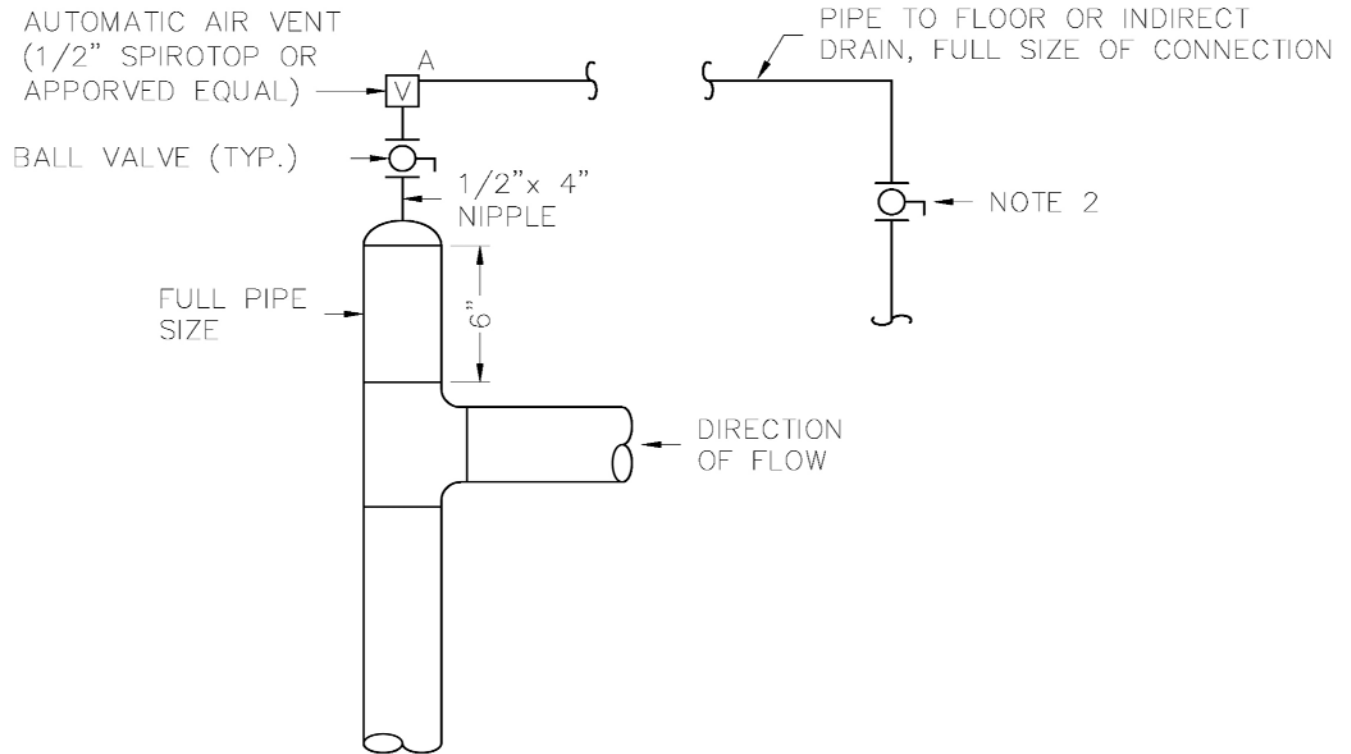 AUTOMATIC AIR VENT
(1/2" SPIROTOP OR
APPORVED EQUAL)
A
V
PIPE TO FLOOR OR INDIRECT
DRAIN, FULL SIZE OF CONNECTION
BALL VALVE (TYP.)
1/2"x 4"
NIPPLE
NOTE 2
FULL PIPE
SIZE
6"
DIRECTION
OF FLOW